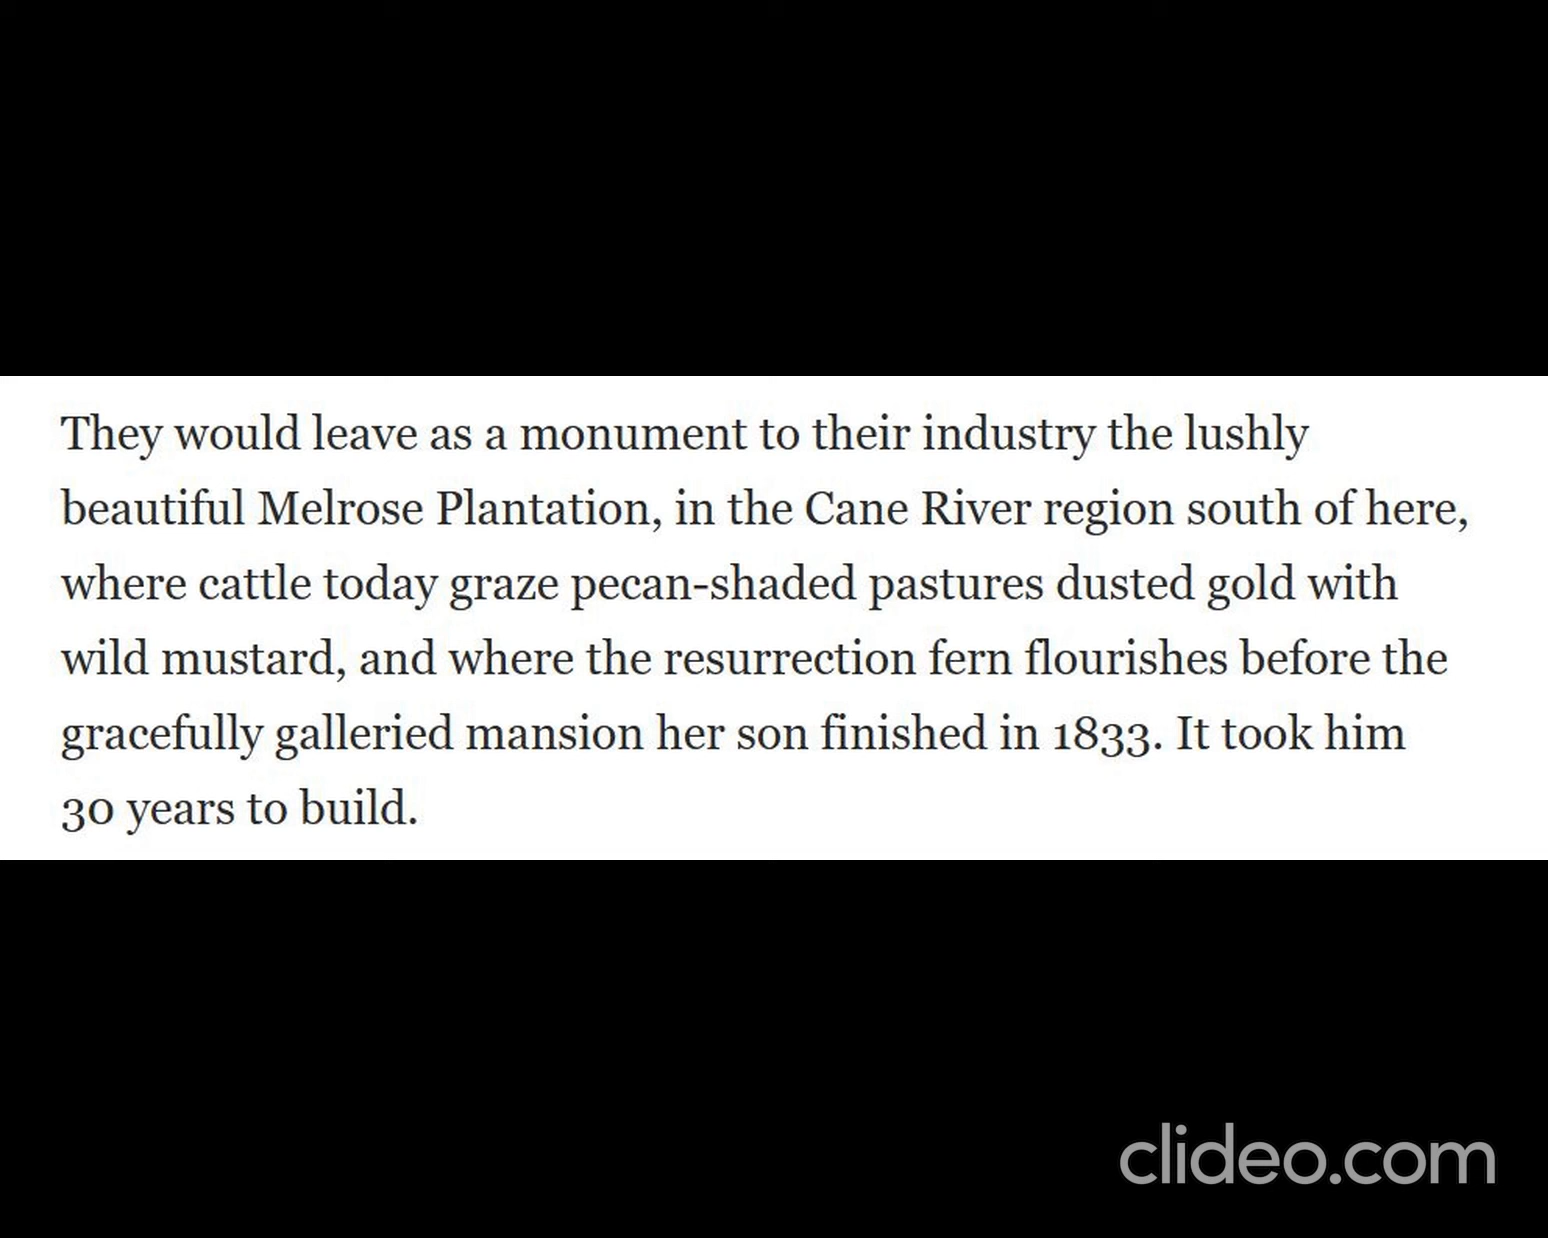 They would leave as a monument to their industry the lushly
beautiful Melrose Plantation, in the Cane River region south of here,
where cattle today graze pecan-shaded pastures dusted gold with
wild mustard, and where the resurrection fern flourishes before the
gracefully galleried mansion her son finished in 1833. It took him
30 years to build.
clideo.com